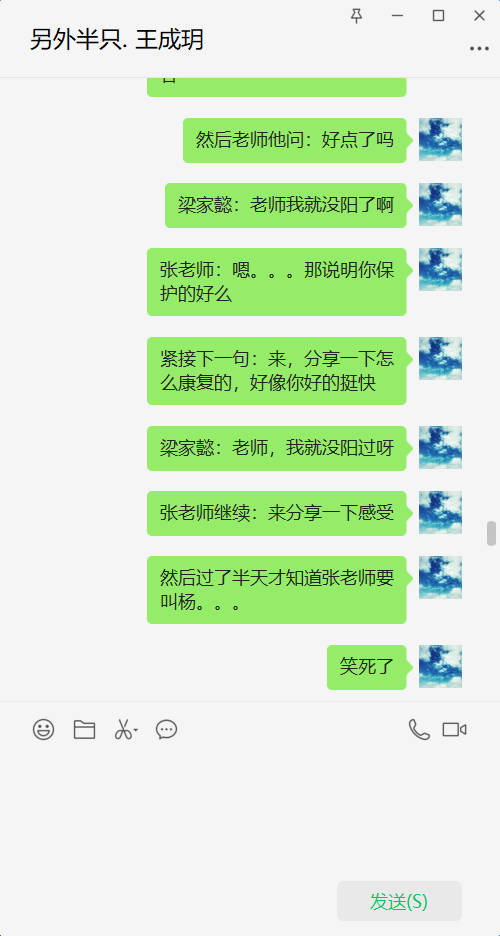 另外半只. 王成玥
然后老师他问：好点了吗
梁家懿：老师我就没阳了啊
张老师：嗯。。。那说明你保
护的好么
紧接下一句：来，分享一下怎
么康复的，好像你好的挺快
梁家懿：老师，我就没阳过呀
张老师继续：来分享一下感受
然后过了半天才知道张老师要
叫杨。。。
笑死了
发送(S)